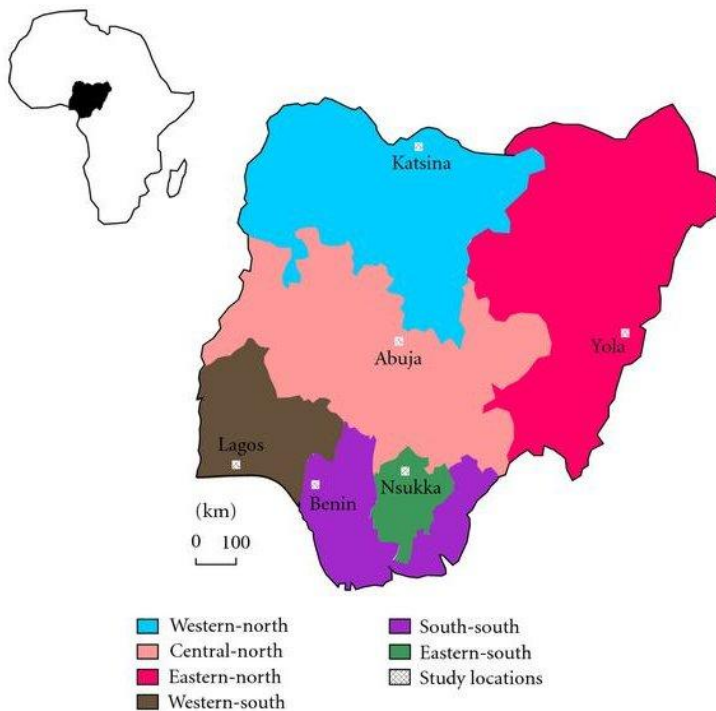 Katsina
Yola
Abuja
Lagos
Nsukka
Benin
(km)
0 100
Western-north
Central-north
Eastern-north
Western-south
South-south
Eastern-south
Study locations